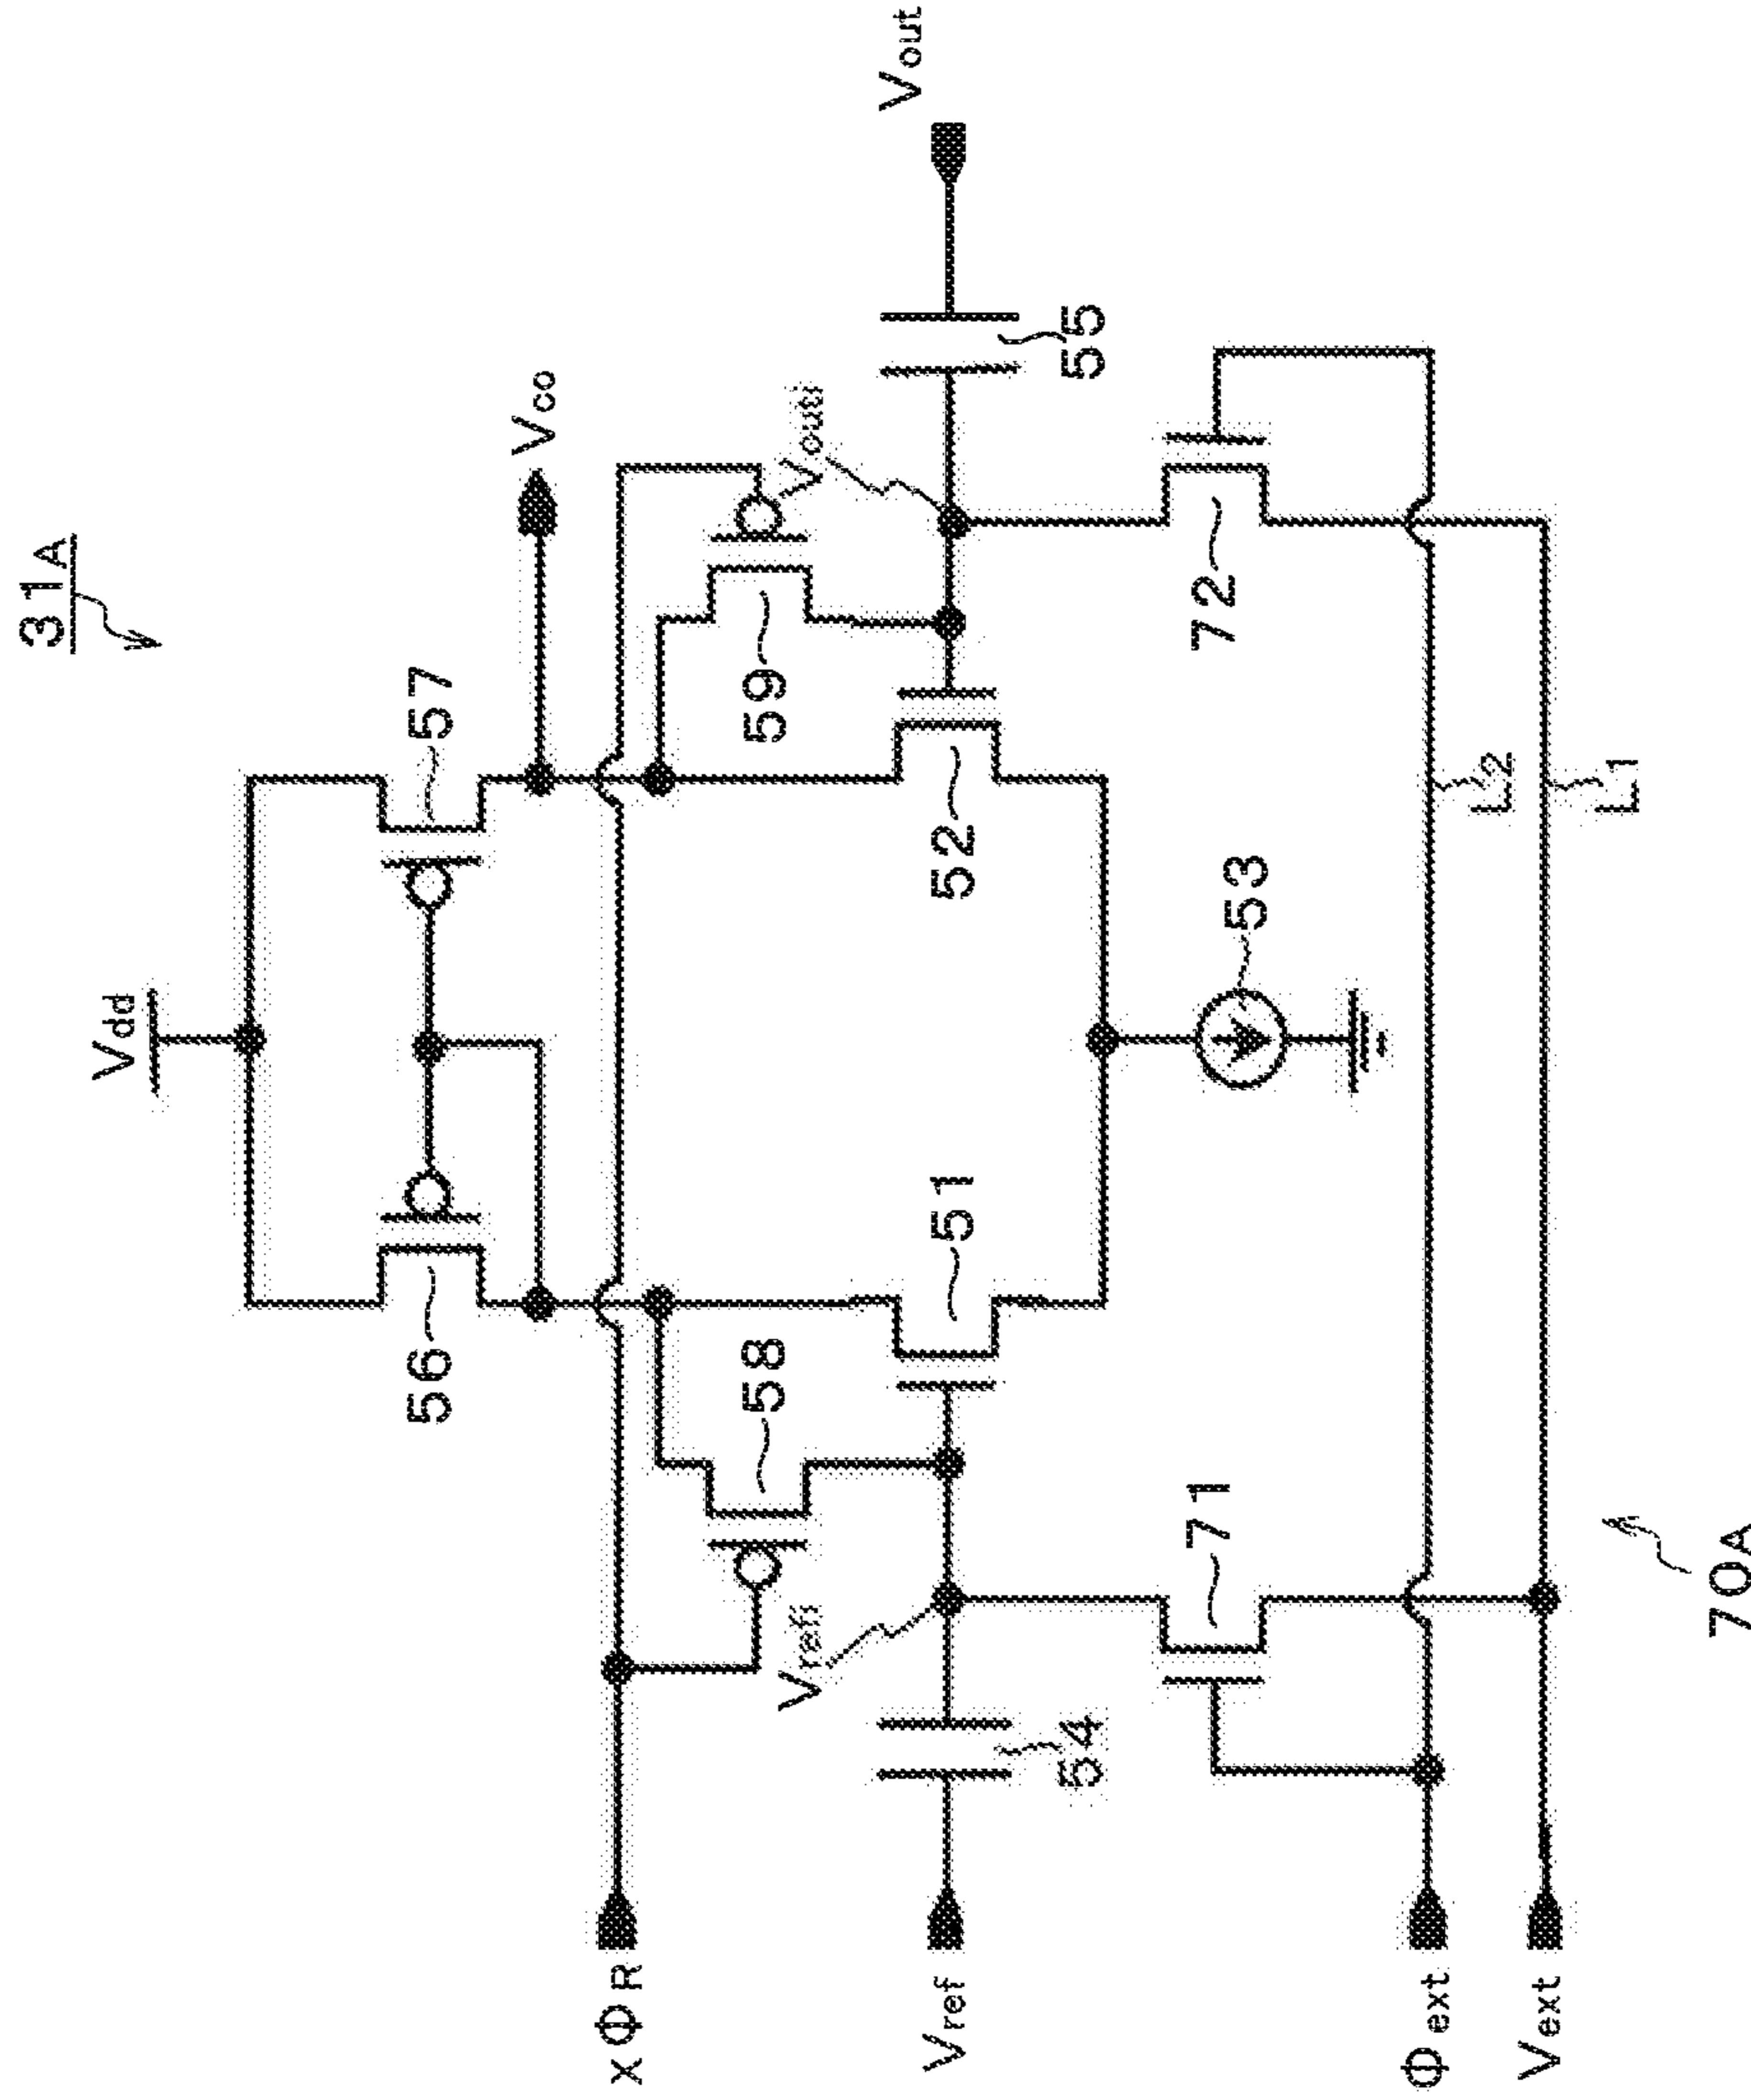 31A
Vdd
57
56
Vco
xΦR
58
59
Vrefi
Vouti
Vref
Vout
54
51
52
55
71
72
53
Φext
L2
Vext
L1
70A